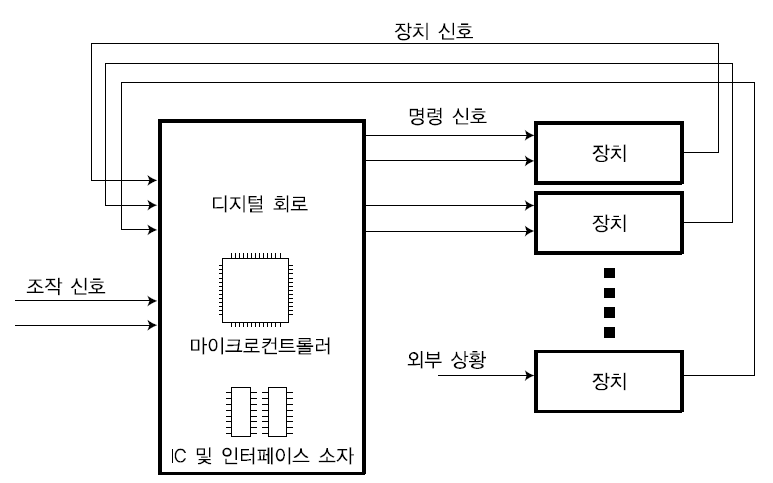 장치 신호
명령 신호
장치
디지털 회로
장치
조작 신호
마이크로컨트롤러
외부 상황
장치
IC 및 인터페이스 소자